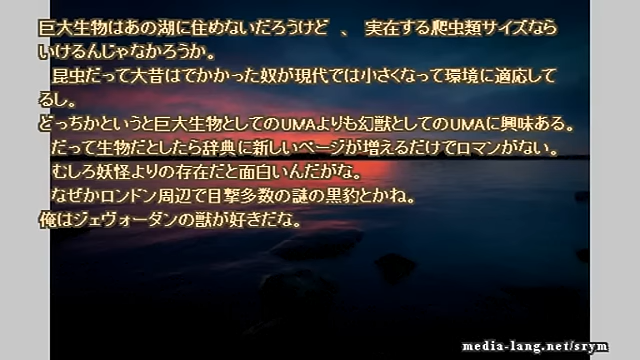 巨大生物はあの湖に住めないだろうけど　、　実在する爬虫類サイズなら
いけるんじゃなかろうか。
　昆虫だって大昔はでかかった奴が現代では小さくなって環境に適応して
るし。
どっちかというと巨大生物としてのUMAよりも幻獣としてのUMAに興味ある。
　だって生物だとしたら辞典に新しいページが増えるだけでロマンがない。
　むしろ妖怪よりの存在だと面白いんだがな。
　なぜかロンドン周辺で目撃多数の謎の黒豹とかね。
俺はジェヴォーダンの獣が好きだな。
media-lang.net/srym